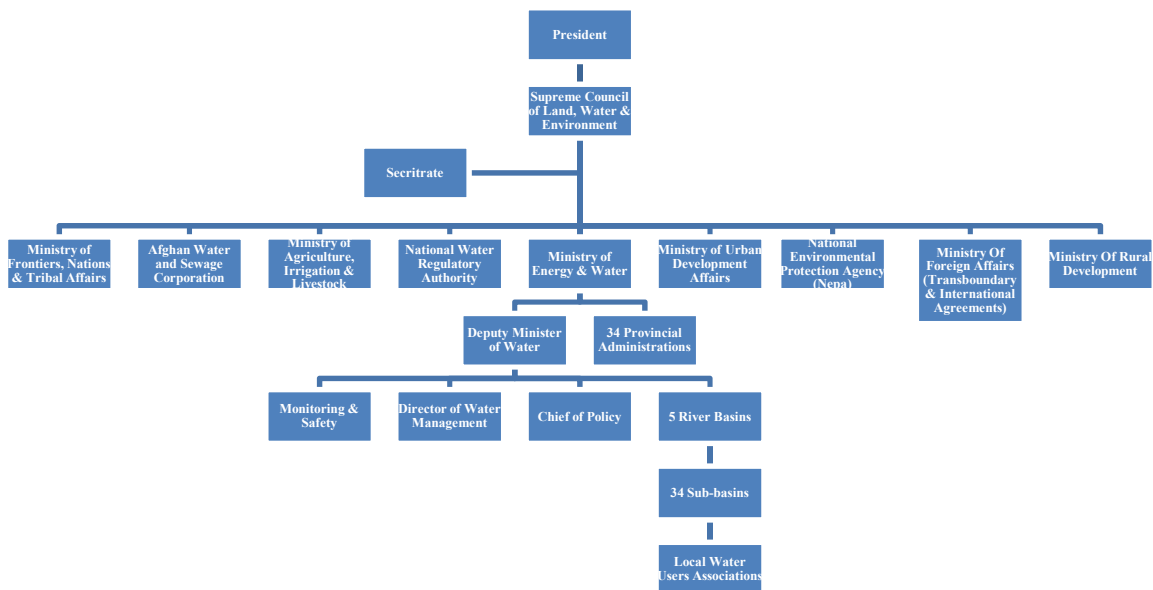 President
Supreme Council
of Land, Water &
Environment
Secritrate
Ministry of
Frontiers, Nations
& Tribal Affairs
Afghan Water
and Sewage
Corporation
Ministry of
Agriculture,
Irrigation &
Livestock
National Water
Regulatory
Authority
Ministry of
Energy & Water
Ministry of Urban
Development
Affairs
National
Environmental
Protection Agency
(Nepa)
Ministry Of
Foreign Affairs
(Transboundary
& International
Agreements)
Ministry Of Rural
Development
Deputy Minister
of Water
34 Provincial
Administrations
Monitoring &
Safety
Director of Water
Management
Chief of Policy
5 River Basins
34 Sub-basins
Local Water
Users Associations